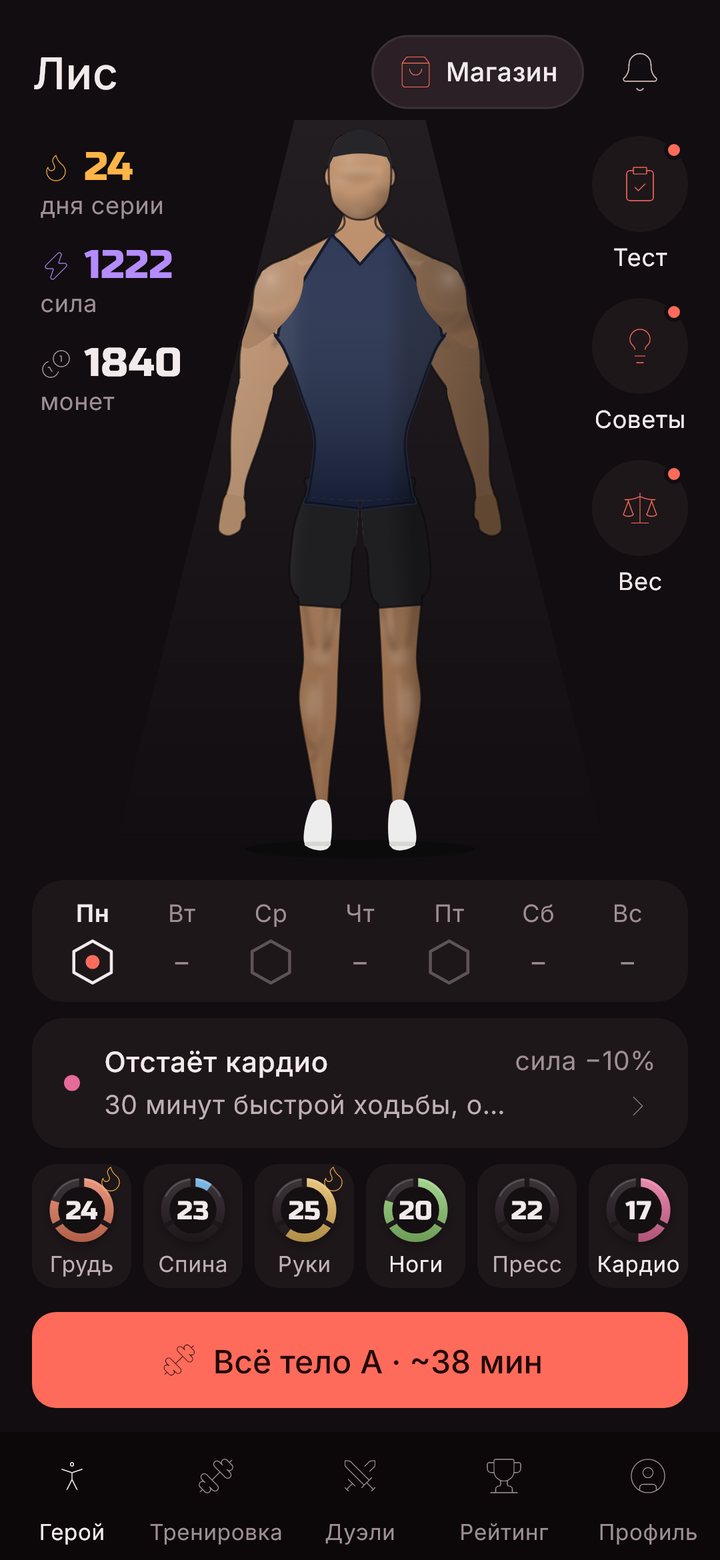 Лис
Магазин
24
дня серии
1222
сила
1840
монет
Тест
Советы
Вес
Пн Вт Ср Чт Пт Сб Вс
– – – –
Отстаёт кардио сила −10%
30 минут быстрой ходьбы, о...
24 23 25 20 22 17
Грудь Спина Руки Ноги Пресс Кардио
Всё тело А · ~38 мин
Герой Тренировка Дуэли Рейтинг Профиль